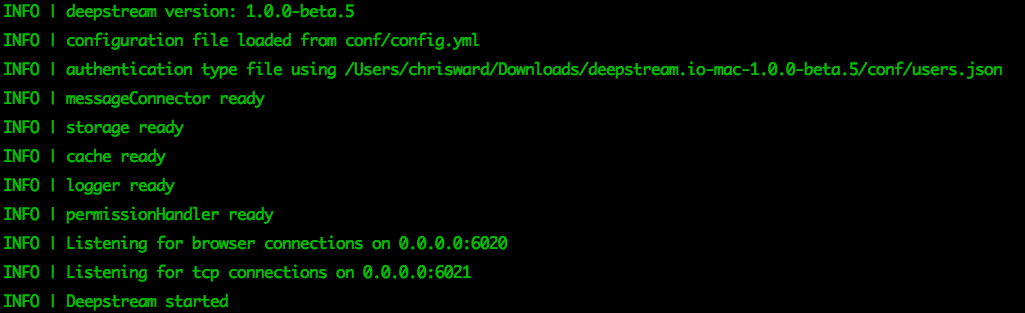 INFO | deepstream version: 1.0.0-beta.5
INFO | configuration file loaded from conf/config.yml
INFO | authentication type file using /Users/chrisward/Downloads/deepstream.io-mac-1.0.0-beta.5/conf/users.json
INFO | messageConnector ready
INFO | storage ready
INFO | cache ready
INFO | logger ready
INFO | permissionHandler ready
INFO | Listening for browser connections on 0.0.0.0:6020
INFO | Listening for tcp connections on 0.0.0.0:6021
INFO | Deepstream started